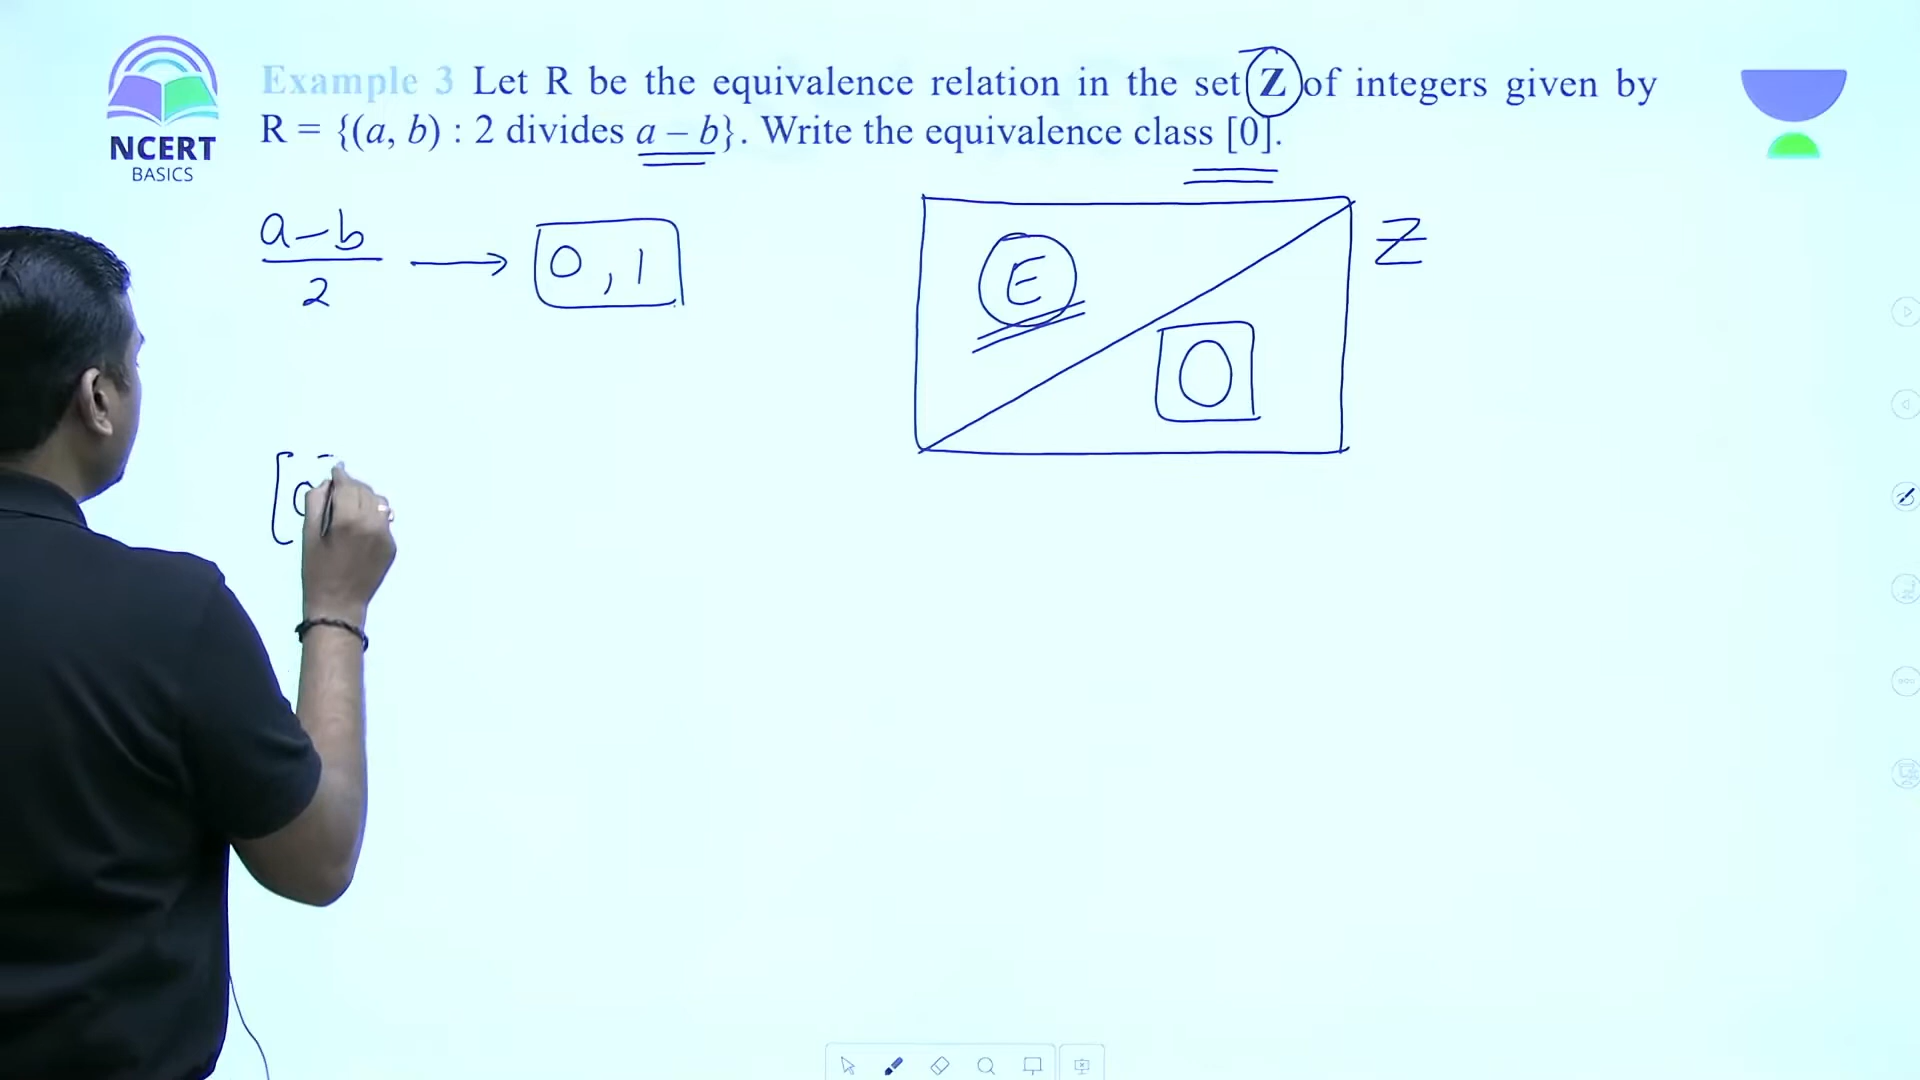 NCERT
BASICS
Example 3 Let R be the equivalence relation in the set Z of integers given by
R = {(a, b) : 2 divides a – b}. Write the equivalence class [0].
a-b
2
0, 1
E
O
Z
[0